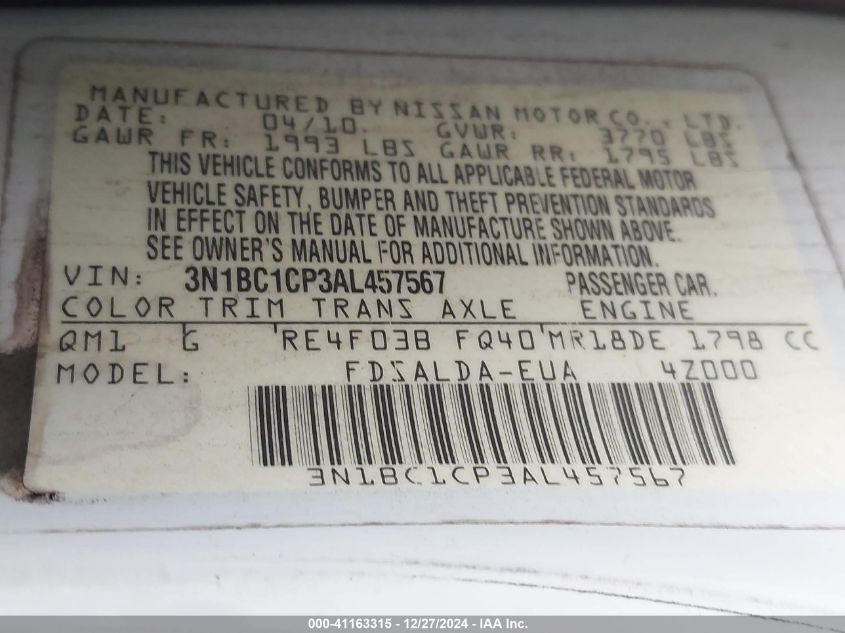 MANUFACTURED BY NISSAN MOTOR CO., LTD.
DATE: 04/10. GVWR: 3770 LBS
GAWR FR: 1993 LBS GAWR RR: 1795 LBS
THIS VEHICLE CONFORMS TO ALL APPLICABLE FEDERAL MOTOR
VEHICLE SAFETY, BUMPER AND THEFT PREVENTION STANDARDS
IN EFFECT ON THE DATE OF MANUFACTURE SHOWN ABOVE.
SEE OWNER'S MANUAL FOR ADDITIONAL INFORMATION.
VIN: 3N1BC1CP3AL457567 PASSENGER CAR.
COLOR TRIM TRANS AXLE ENGINE
QM1 G RE4F03B FQ40 MR18DE 1798 CC
MODEL: FDSALDA-EUA 4Z000
3N1BC1CP3AL457567
000-41163315 - 12/27/2024 - IAA Inc.